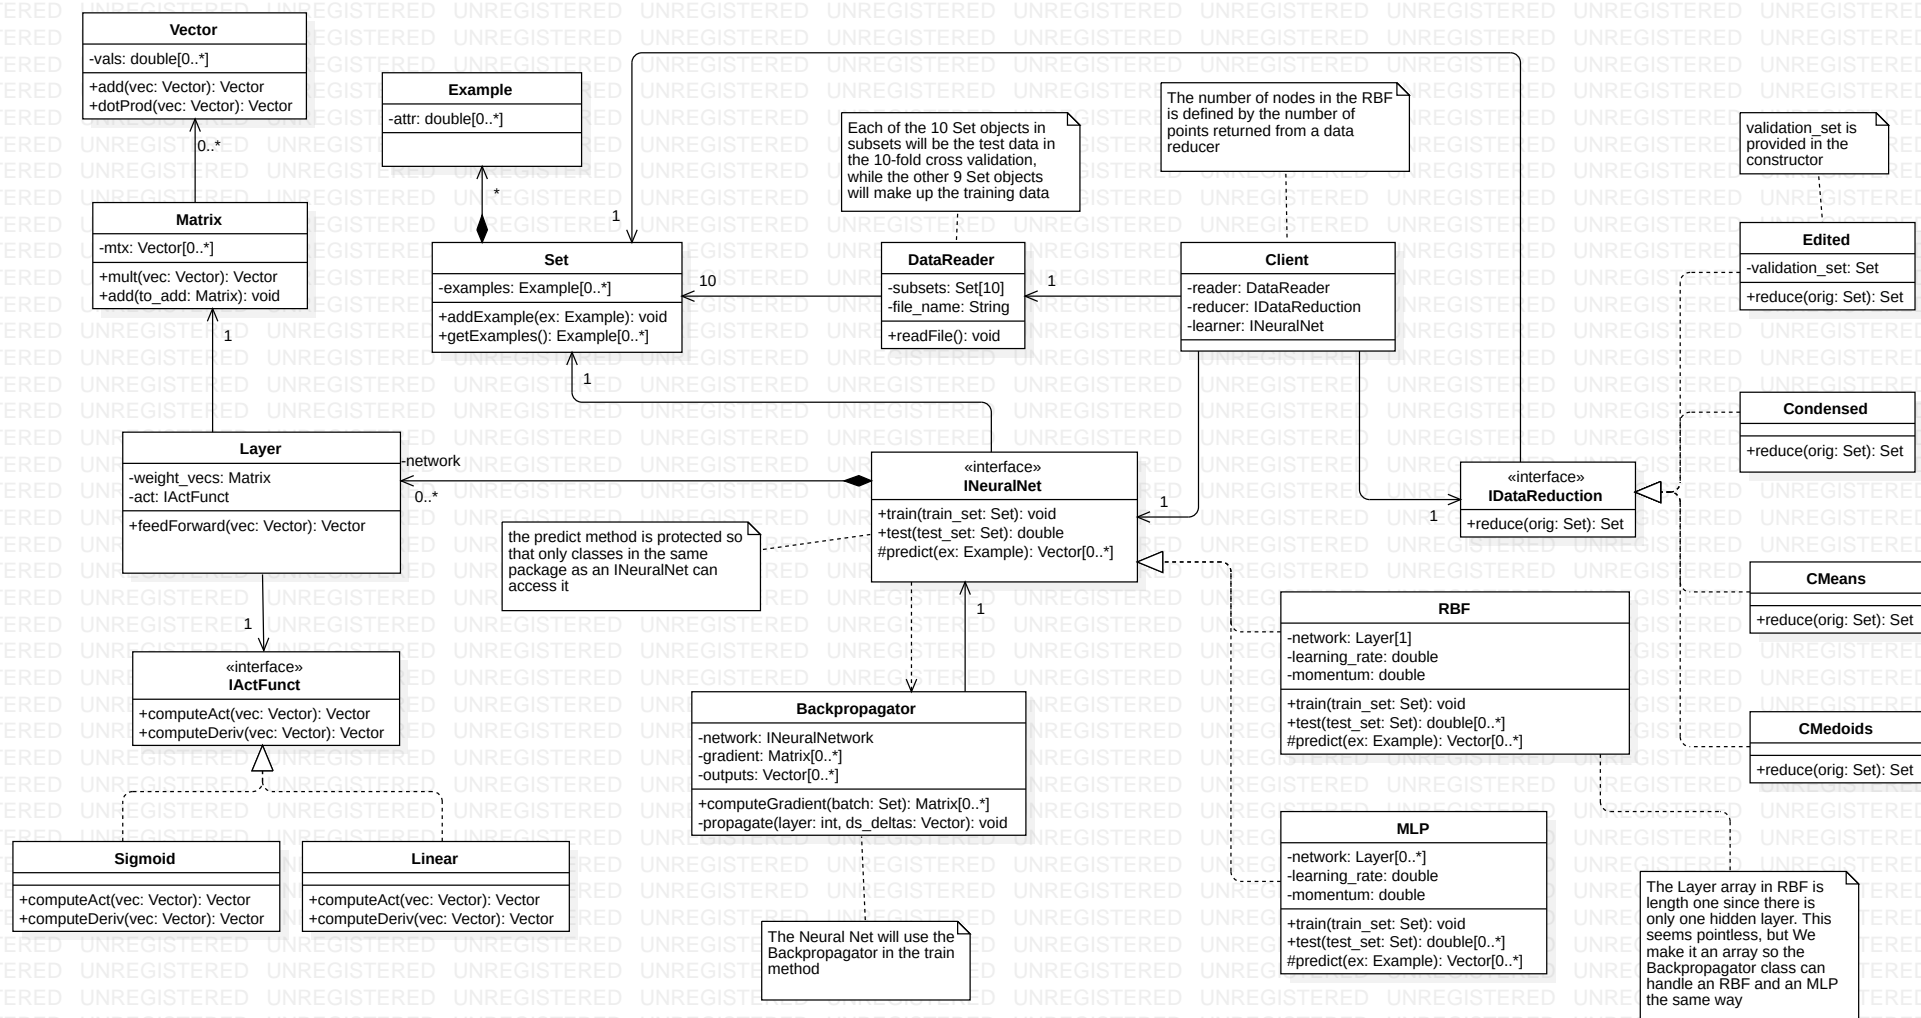 Vector
-vals: double[0..*]
+add(vec: Vector): Vector
+dotProd(vec: Vector): Vector
0..*
Matrix
-mtx: Vector[0..*]
+mult(vec: Vector): Vector
+add(to_add: Matrix): void
1
Example
-attr: double[0..*]
*
1
Set
-examples: Example[0..*]
+addExample(ex: Example): void
+getExamples(): Example[0..*]
10
1
Each of the 10 Set objects in
subsets will be the test data in
the 10-fold cross validation,
while the other 9 Set objects
will make up the training data
DataReader
-subsets: Set[10]
-file_name: String
+readFile(): void
1
The number of nodes in the RBF
is defined by the number of
points returned from a data
reducer
Client
-reader: DataReader
-reducer: IDataReduction
-learner: INeuralNet
validation_set is
provided in the
constructor
Edited
-validation_set: Set
+reduce(orig: Set): Set
Condensed
+reduce(orig: Set): Set
«interface»
IDataReduction
+reduce(orig: Set): Set
1
CMeans
+reduce(orig: Set): Set
CMedoids
+reduce(orig: Set): Set
Layer
-weight_vecs: Matrix
-act: IActFunct
+feedForward(vec: Vector): Vector
-network
0..*
1
«interface»
INeuralNet
+train(train_set: Set): void
+test(test_set: Set): double
#predict(ex: Example): Vector[0..*]
1
1
the predict method is protected so
that only classes in the same
package as an INeuralNet can
access it
«interface»
IActFunct
+computeAct(vec: Vector): Vector
+computeDeriv(vec: Vector): Vector
Sigmoid
+computeAct(vec: Vector): Vector
+computeDeriv(vec: Vector): Vector
Linear
+computeAct(vec: Vector): Vector
+computeDeriv(vec: Vector): Vector
Backpropagator
-network: INeuralNetwork
-gradient: Matrix[0..*]
-outputs: Vector[0..*]
+computeGradient(batch: Set): Matrix[0..*]
-propagate(layer: int, ds_deltas: Vector): void
The Neural Net will use the
Backpropagator in the train
method
RBF
-network: Layer[1]
-learning_rate: double
-momentum: double
+train(train_set: Set): void
+test(test_set: Set): double[0..*]
#predict(ex: Example): Vector[0..*]
MLP
-network: Layer[0..*]
-learning_rate: double
-momentum: double
+train(train_set: Set): void
+test(test_set: Set): double[0..*]
#predict(ex: Example): Vector[0..*]
The Layer array in RBF is
length one since there is
only one hidden layer. This
seems pointless, but We
make it an array so the
Backpropagator class can
handle an RBF and an MLP
the same way
UNREGISTERED